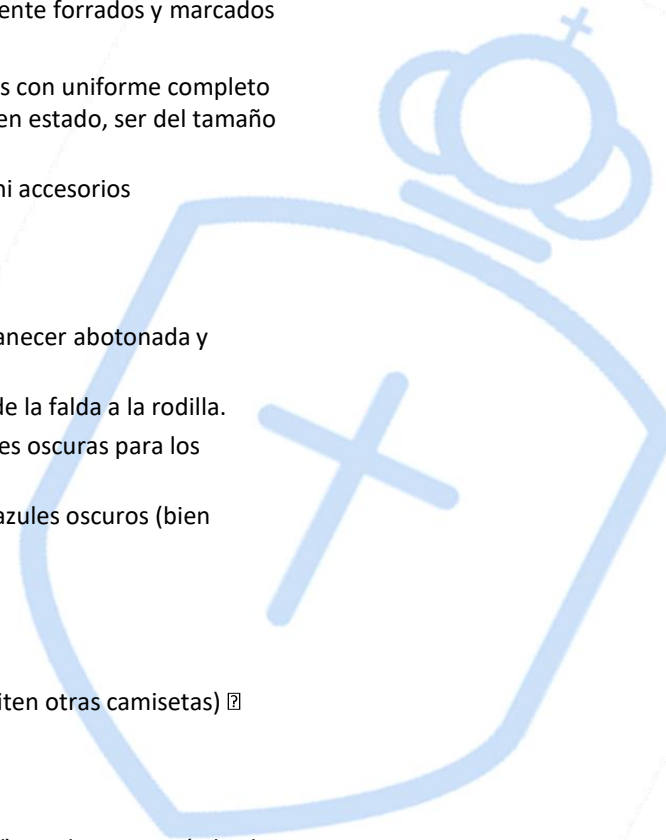 ente forrados y marcados
s con uniforme completo
en estado, ser del tamaño
ni accesorios
anecer abotonada y
de la falda a la rodilla.
es oscuras para los
azules oscuros (bien
iten otras camisetas)